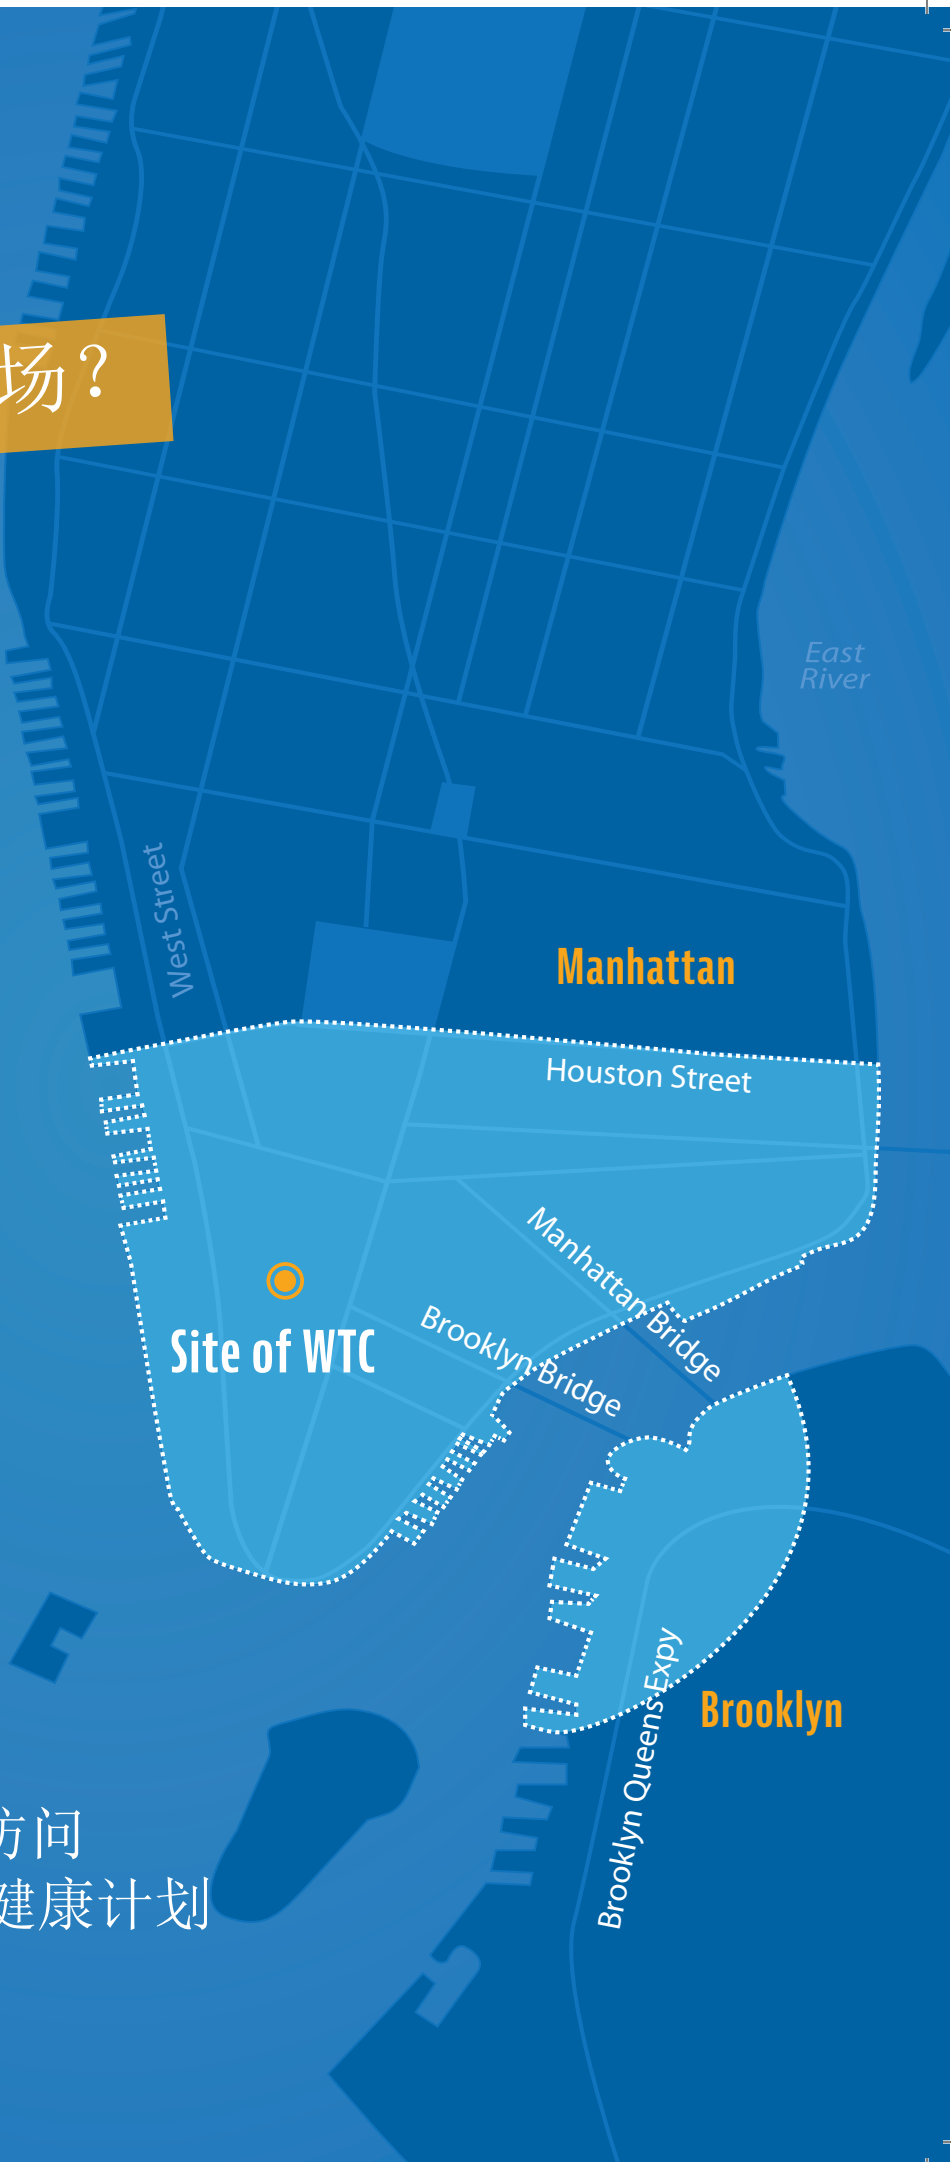 场？
East
River
West Street
Manhattan
Houston Street
Manhattan Bridge
Brooklyn Bridge
Site of WTC
Brooklyn Queens Expy
Brooklyn
访问
健康计划